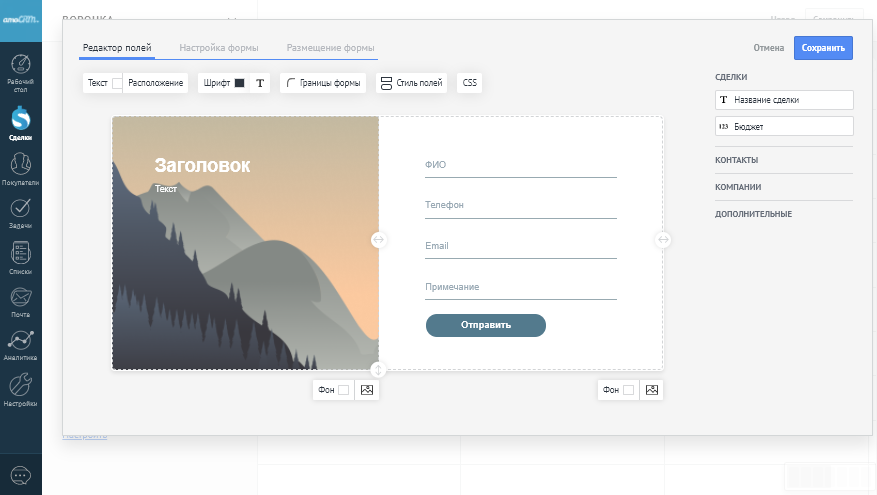 amoCRM.
ВОРОНКА
Редактор полей Настройка формы Размещение формы
Отмена Сохранить
Текст Расположение Шрифт T Границы формы Стиль полей CSS
Рабочий
стол
Сделки
Покупатели
Задачи
Списки
Почта
Аналитика
Настройки
Заголовок
Текст
ФИО
Телефон
Email
Примечание
Отправить
Фон
Фон
СДЕЛКИ
T Название сделки
123 Бюджет
КОНТАКТЫ
КОМПАНИИ
ДОПОЛНИТЕЛЬНЫЕ